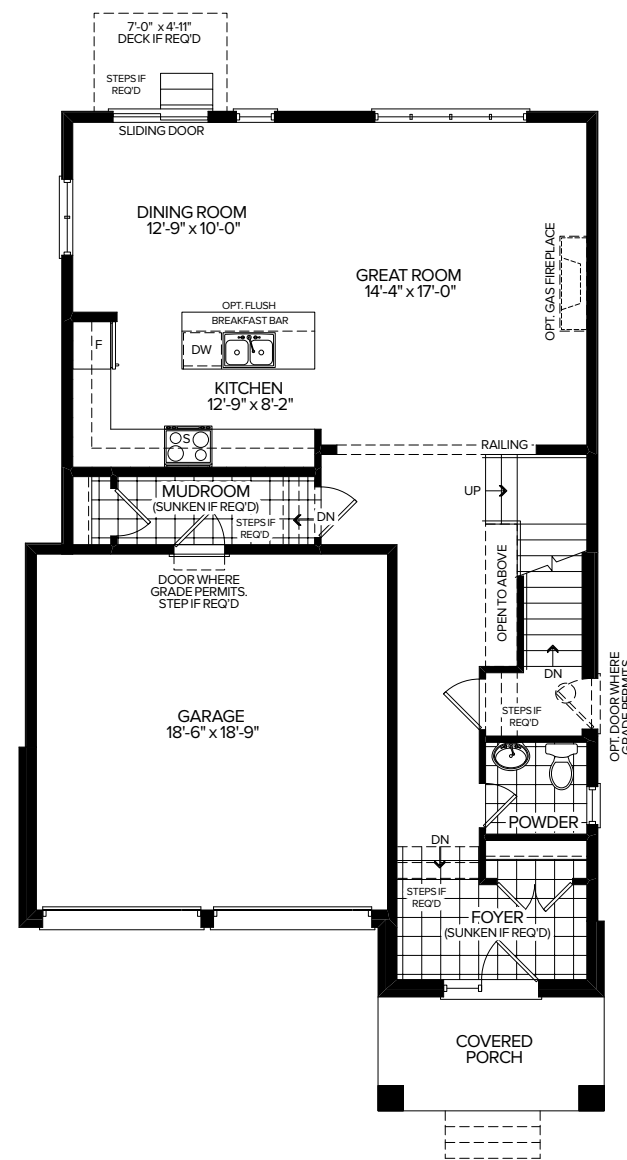 7'-0" x 4'-11"
DECK IF REQ'D
STEPS IF
REQ'D
SLIDING DOOR
DINING ROOM
12'-9" x 10'-0"
GREAT ROOM
14'-4" x 17'-0"
OPT. GAS FIREPLACE
OPT. FLUSH
BREAKFAST BAR
F
DW
KITCHEN
12'-9" x 8'-2"
S
RAILING
UP
MUDROOM
(SUNKEN IF REQ'D)
STEPS IF
REQ'D
DN
DOOR WHERE
GRADE PERMITS.
STEP IF REQ'D
OPEN TO ABOVE
DN
STEPS IF
REQ'D
OPT. DOOR WHERE
GRADE PERMITS
GARAGE
18'-6" x 18'-9"
POWDER
DN
STEPS IF
REQ'D
FOYER
(SUNKEN IF REQ'D)
COVERED
PORCH